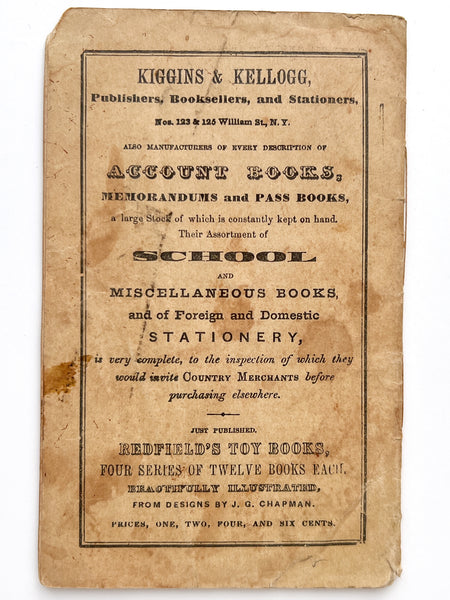 KIGGINS & KELLOGG,
Publishers, Booksellers, and Stationers,
Nos. 123 & 125 William St., N. Y.
ALSO MANUFACTURERS OF EVERY DESCRIPTION OF
ACCOUNT BOOKS,
MEMORANDUMS and PASS BOOKS,
a large Stock of which is constantly kept on hand.
Their Assortment of
SCHOOL
AND
MISCELLANEOUS BOOKS,
and of Foreign and Domestic
STATIONERY,
is very complete, to the inspection of which they
would invite COUNTRY MERCHANTS before
purchasing elsewhere.
JUST PUBLISHED.
REDFIELD'S TOY BOOKS,
FOUR SERIES OF TWELVE BOOKS EACH,
BEAUTIFULLY ILLUSTRATED,
FROM DESIGNS BY J. G. CHAPMAN.
PRICES, ONE, TWO, FOUR, AND SIX CENTS.